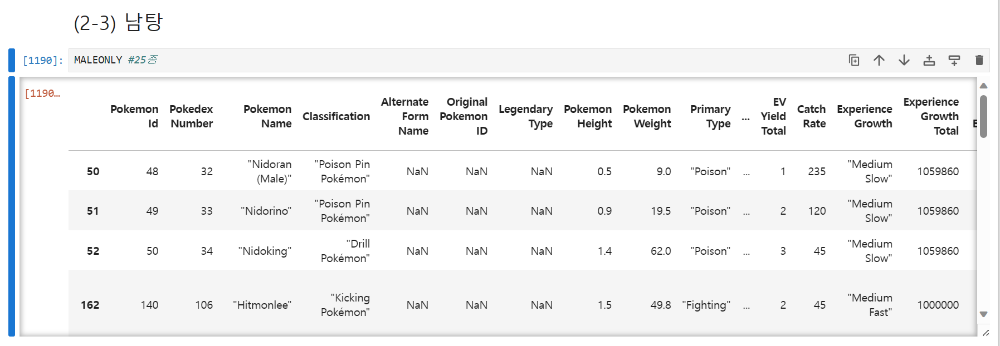 (2-3) 남탕
[1190]: MALEONLY #25종
[1190…
Pokemon Id Pokedex Number Pokemon Name Classification Alternate Form Name Original Pokemon ID Legendary Type Pokemon Height Pokemon Weight Primary Type ... EV Yield Total Catch Rate Experience Growth Experience Growth Total E
50 48 32 "Nidoran (Male)" "Poison Pin Pokémon" NaN NaN NaN 0.5 9.0 "Poison" ... 1 235 "Medium Slow" 1059860
51 49 33 "Nidorino" "Poison Pin Pokémon" NaN NaN NaN 0.9 19.5 "Poison" ... 2 120 "Medium Slow" 1059860
52 50 34 "Nidoking" "Drill Pokémon" NaN NaN NaN 1.4 62.0 "Poison" ... 3 45 "Medium Slow" 1059860
162 140 106 "Hitmonlee" "Kicking Pokémon" NaN NaN NaN 1.5 49.8 "Fighting" ... 2 45 "Medium Fast" 1000000